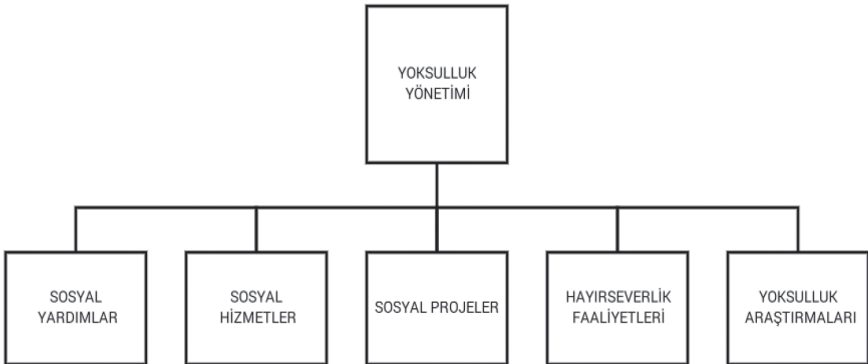 YOKSULLUK
YÖNETİMİ
SOSYAL
YARDIMLAR
SOSYAL
HİZMETLER
SOSYAL PROJELER
HAYIRSEVERLİK
FAALİYETLERİ
YOKSULLUK
ARAŞTIRMALARI